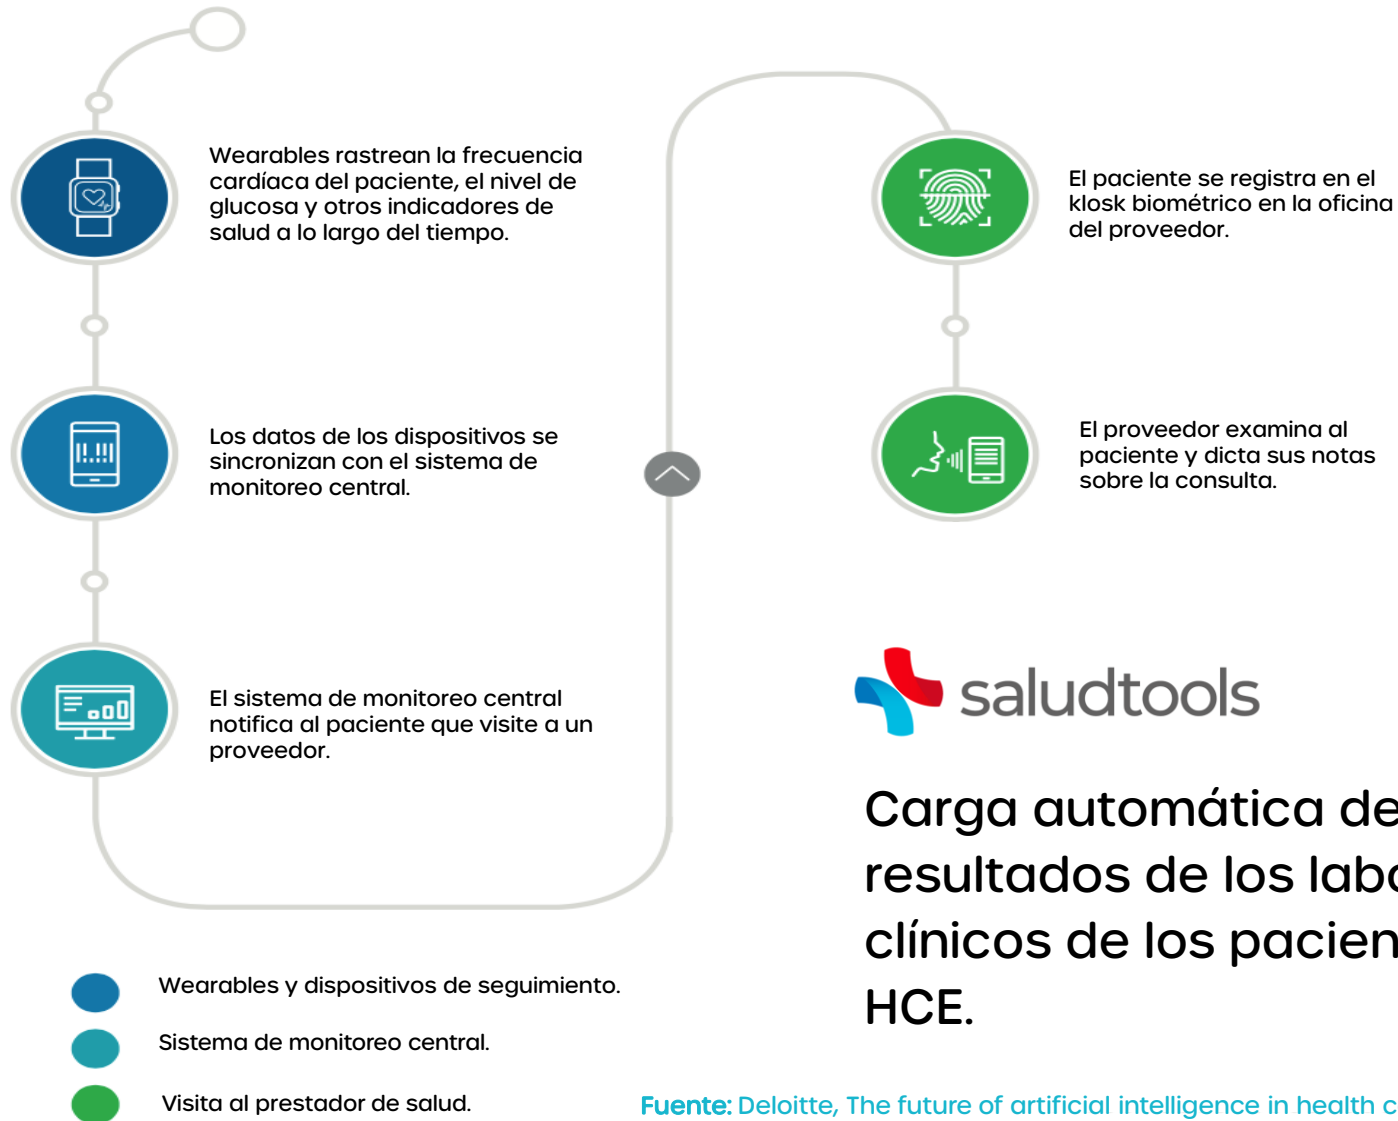 Wearables rastrean la frecuencia
cardíaca del paciente, el nivel de
glucosa y otros indicadores de
salud a lo largo del tiempo.
Los datos de los dispositivos se
sincronizan con el sistema de
monitoreo central.
El sistema de monitoreo central
notifica al paciente que visite a un
proveedor.
El paciente se registra en el
klosk biométrico en la oficina
del proveedor.
El proveedor examina al
paciente y dicta sus notas
sobre la consulta.
saludtools
Carga automática de
resultados de los labo
clínicos de los pacien
HCE.
Wearables y dispositivos de seguimiento.
Sistema de monitoreo central.
Visita al prestador de salud.
Fuente: Deloitte, The future of artificial intelligence in health c